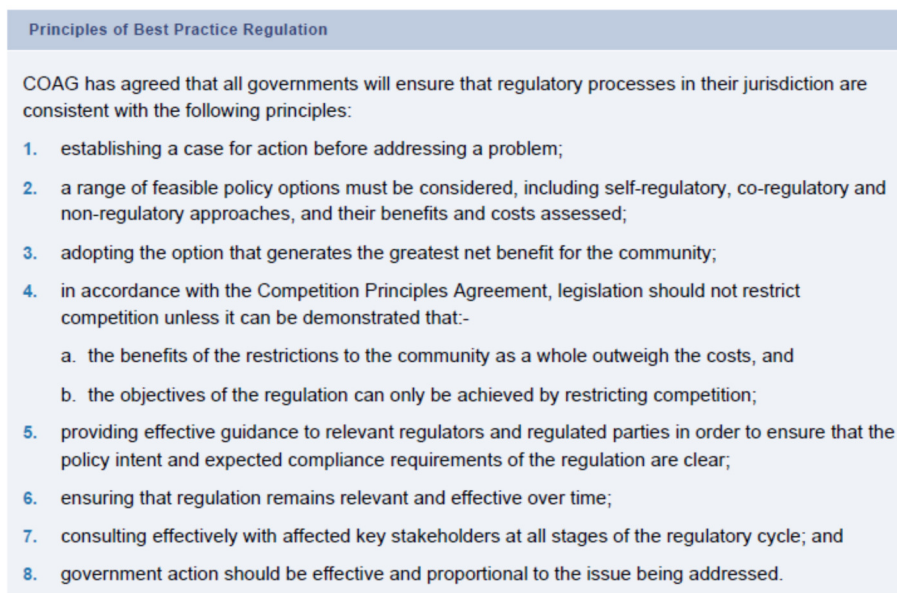 Principles of Best Practice Regulation
COAG has agreed that all governments will ensure that regulatory processes in their jurisdiction are
consistent with the following principles:
1. establishing a case for action before addressing a problem;
2. a range of feasible policy options must be considered, including self-regulatory, co-regulatory and
non-regulatory approaches, and their benefits and costs assessed;
3. adopting the option that generates the greatest net benefit for the community;
4. in accordance with the Competition Principles Agreement, legislation should not restrict
competition unless it can be demonstrated that:-
a. the benefits of the restrictions to the community as a whole outweigh the costs, and
b. the objectives of the regulation can only be achieved by restricting competition;
5. providing effective guidance to relevant regulators and regulated parties in order to ensure that the
policy intent and expected compliance requirements of the regulation are clear;
6. ensuring that regulation remains relevant and effective over time;
7. consulting effectively with affected key stakeholders at all stages of the regulatory cycle; and
8. government action should be effective and proportional to the issue being addressed.